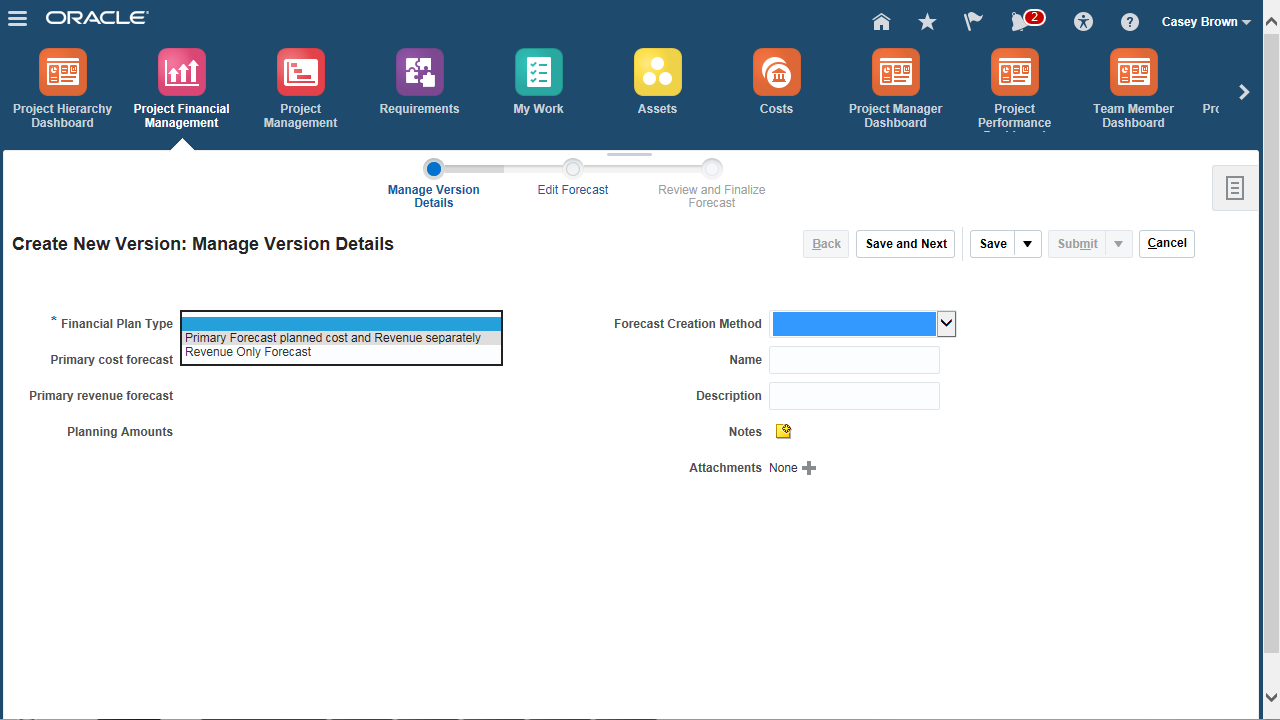 ORACLE
2
Casey Brown
Project Hierarchy
Dashboard
Project Financial
Management
Project
Management
Requirements
My Work
Assets
Costs
Project Manager
Dashboard
Project
Performance
Team Member
Dashboard
Manage Version
Details
Edit Forecast
Review and Finalize
Forecast
Create New Version: Manage Version Details
Back
Save and Next
Save
Submit
Cancel
* Financial Plan Type
Primary Forecast planned cost and Revenue separately
Revenue Only Forecast
Primary cost forecast
Primary revenue forecast
Planning Amounts
Forecast Creation Method
Name
Description
Notes
Attachments None